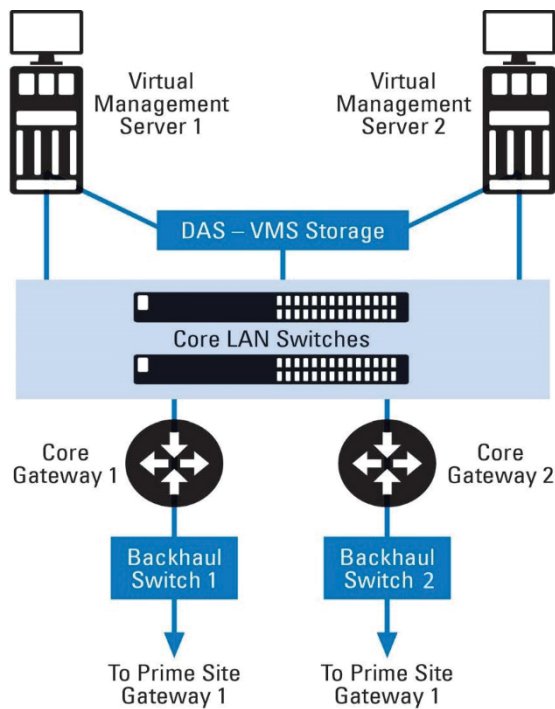 Virtual
Management
Server 1
Virtual
Management
Server 2
DAS – VMS Storage
Core LAN Switches
Core
Gateway 1
Core
Gateway 2
Backhaul
Switch 1
Backhaul
Switch 2
To Prime Site
Gateway 1
To Prime Site
Gateway 1